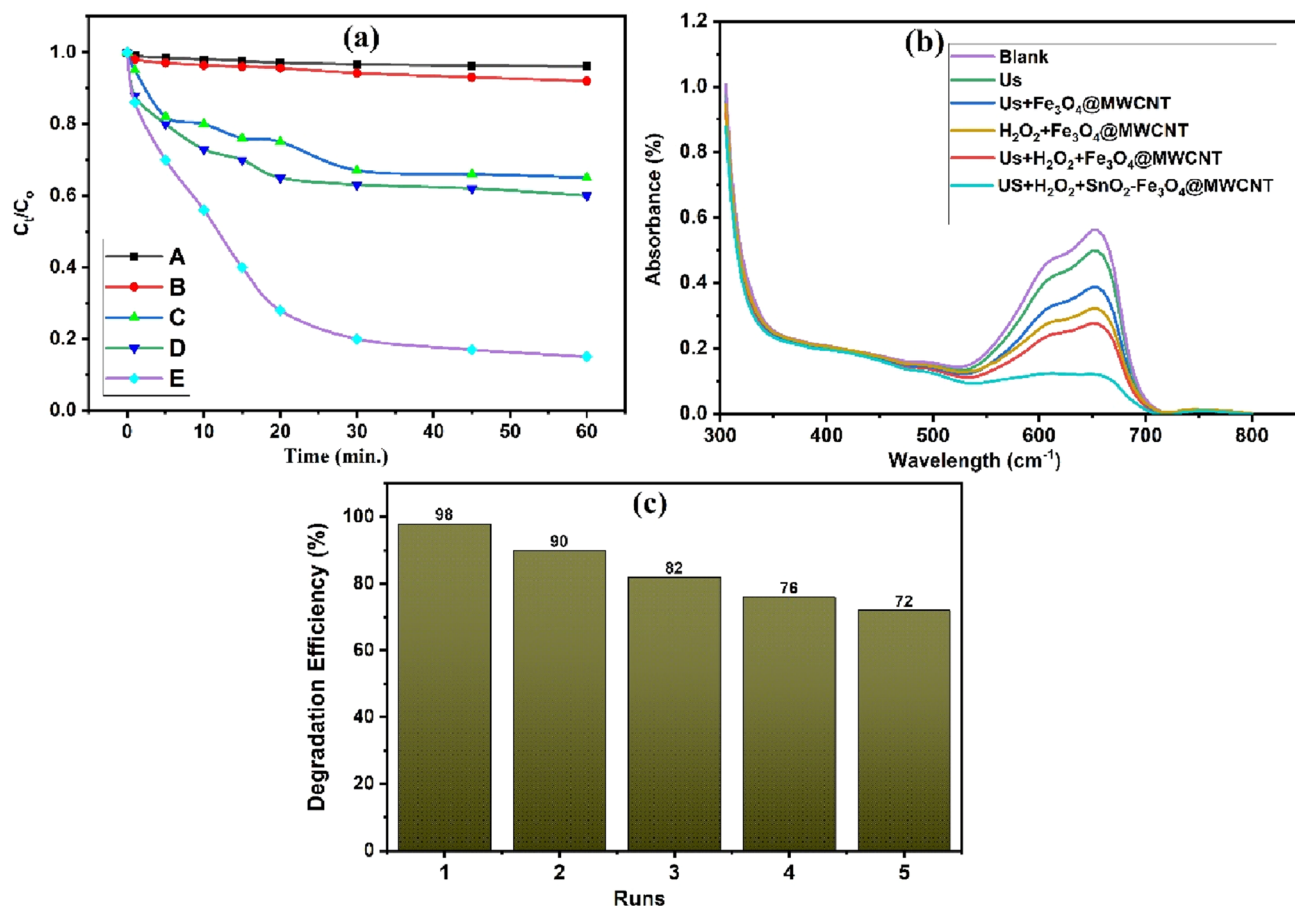 (a)
1.0
0.8
0.6
0.4
0.2
0.0
Cₜ/Cₒ
A
B
C
D
E
0 10 20 30 40 50 60
Time (min.)
(b)
1.2
1.0
0.8
0.6
0.4
0.2
0.0
Absorbance (%)
Blank
Us
Us+Fe₃O₄@MWCNT
H₂O₂+Fe₃O₄@MWCNT
Us+H₂O₂+Fe₃O₄@MWCNT
US+H₂O₂+SnO₂-Fe₃O₄@MWCNT
300 400 500 600 700 800
Wavelength (cm⁻¹)
(c)
100
80
60
40
20
0
Degradation Efficiency (%)
98
90
82
76
72
1 2 3 4 5
Runs